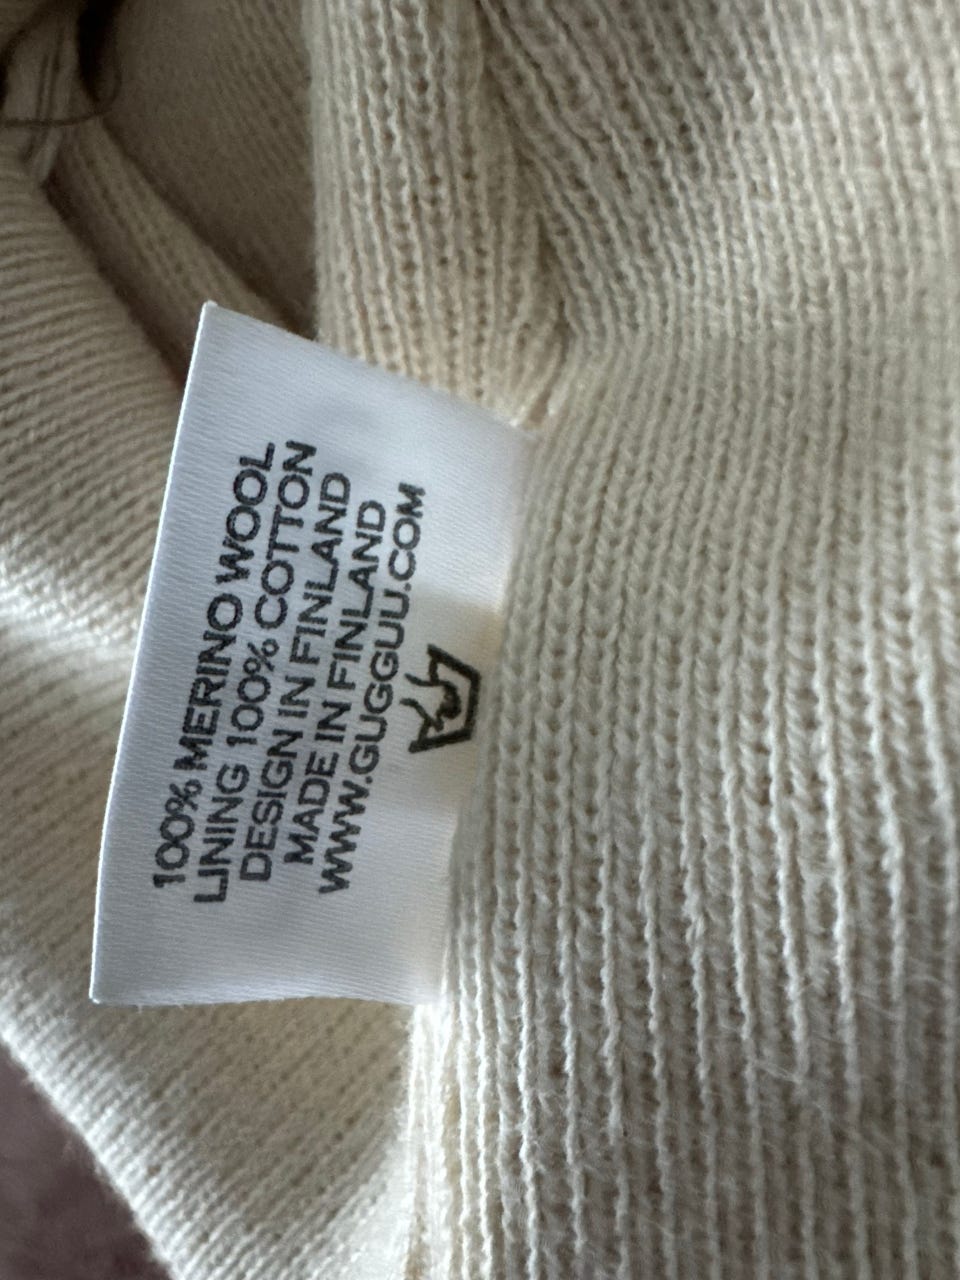 100% MERINO WOOL
LINING 100% COTTON
DESIGN IN FINLAND
MADE IN FINLAND
WWW.GUGGUU.COM